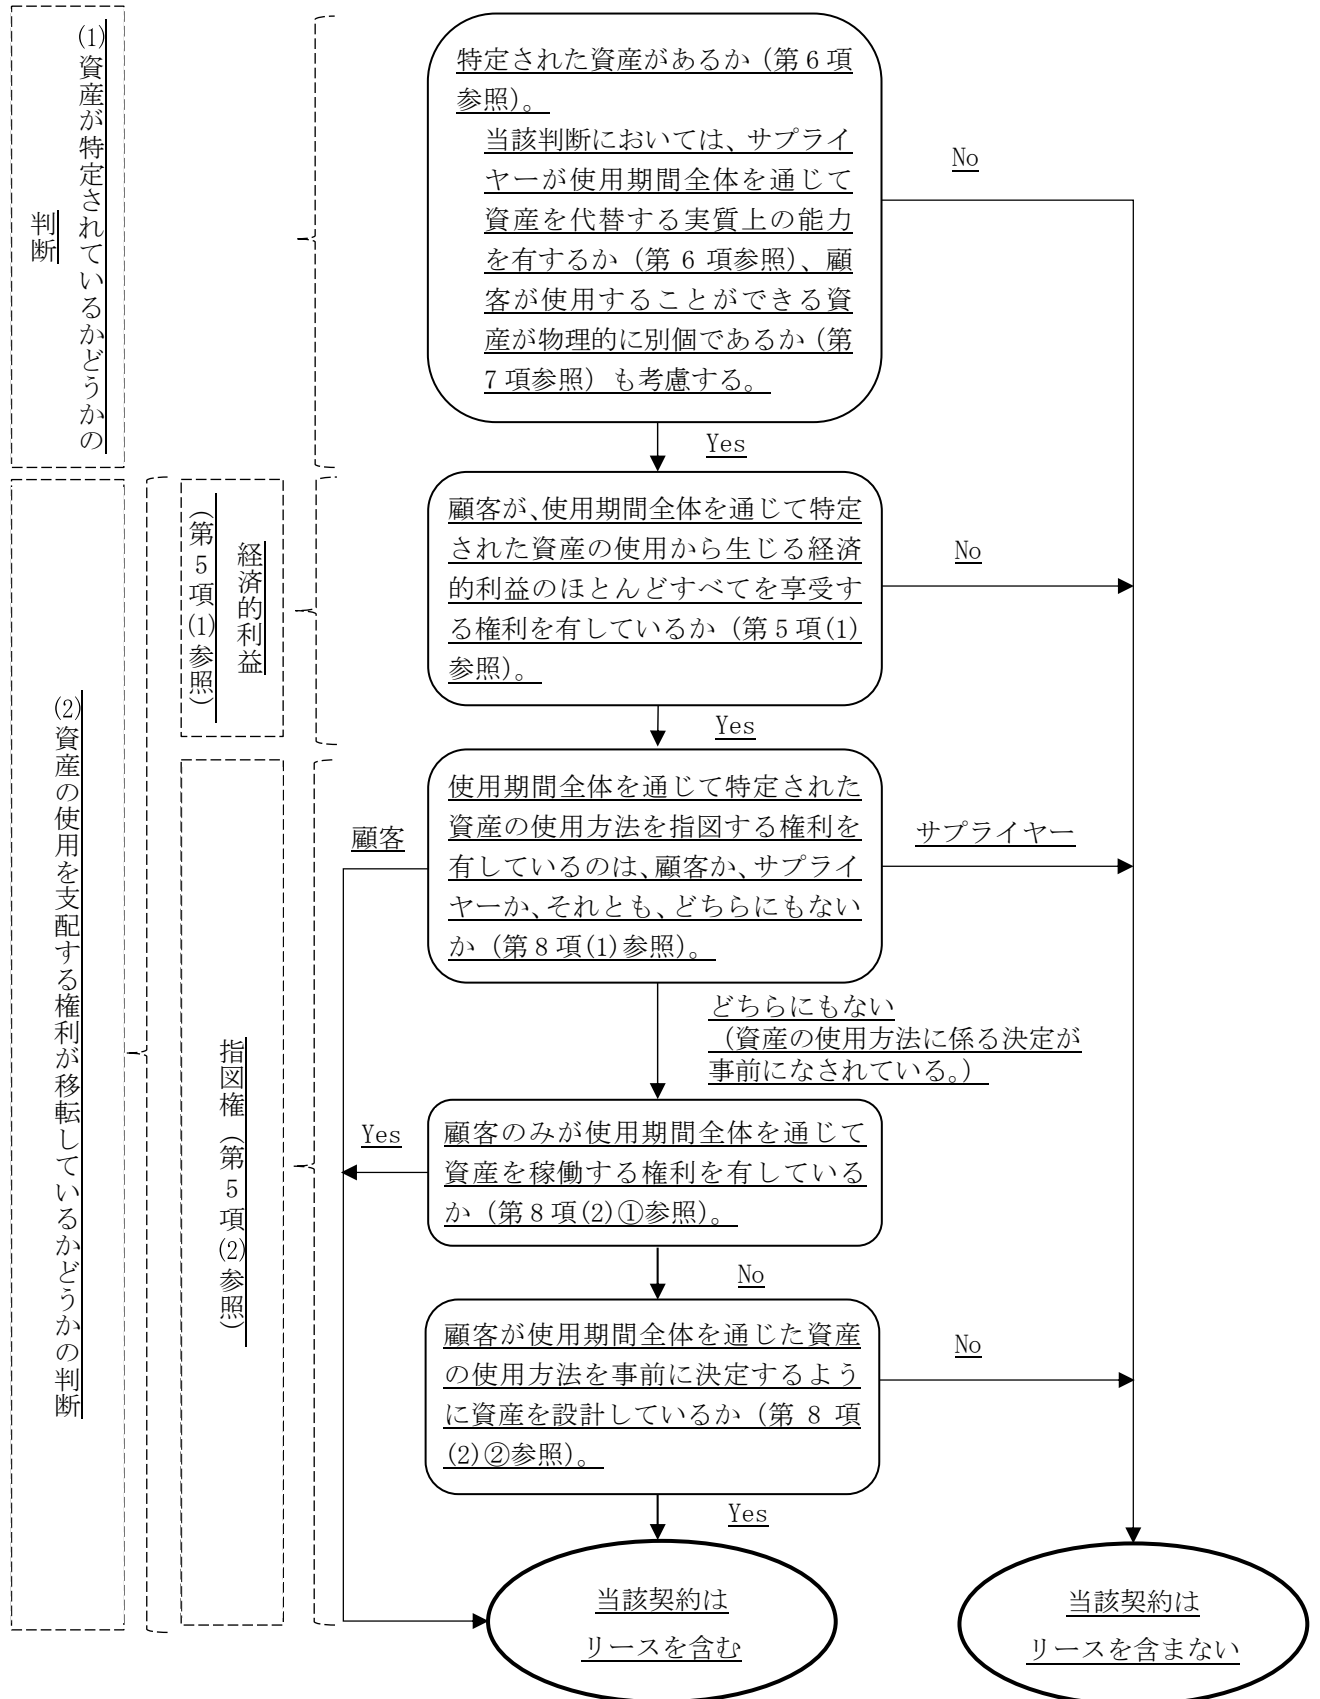 (1)資産が特定されているかどうかの
判断
特定された資産があるか（第６項
参照）。
当該判断においては、サプライ
ヤーが使用期間全体を通じて
資産を代替する実質上の能力
を有するか（第 6 項参照）、顧
客が使用することができる資
産が物理的に別個であるか（第
7 項参照）も考慮する。
No
Yes
(2)資産の使用を支配する権利が移転しているかどうかの判断
経済的利益
（第５項(1)参照）
顧客が、使用期間全体を通じて特定
された資産の使用から生じる経済
的利益のほとんどすべてを享受す
る権利を有しているか（第５項(1)
参照）。
No
Yes
指図権（第５項(2)参照）
使用期間全体を通じて特定された
資産の使用方法を指図する権利を
有しているのは、顧客か、サプライ
ヤーか、それとも、どちらにもない
か（第８項(1)参照）。
顧客
サプライヤー
どちらにもない
（資産の使用方法に係る決定が
事前になされている。）
顧客のみが使用期間全体を通じて
資産を稼働する権利を有している
か（第８項(2)①参照）。
Yes
No
顧客が使用期間全体を通じた資産
の使用方法を事前に決定するよう
に資産を設計しているか（第 8 項
(2)②参照）。
No
Yes
当該契約は
リースを含む
当該契約は
リースを含まない